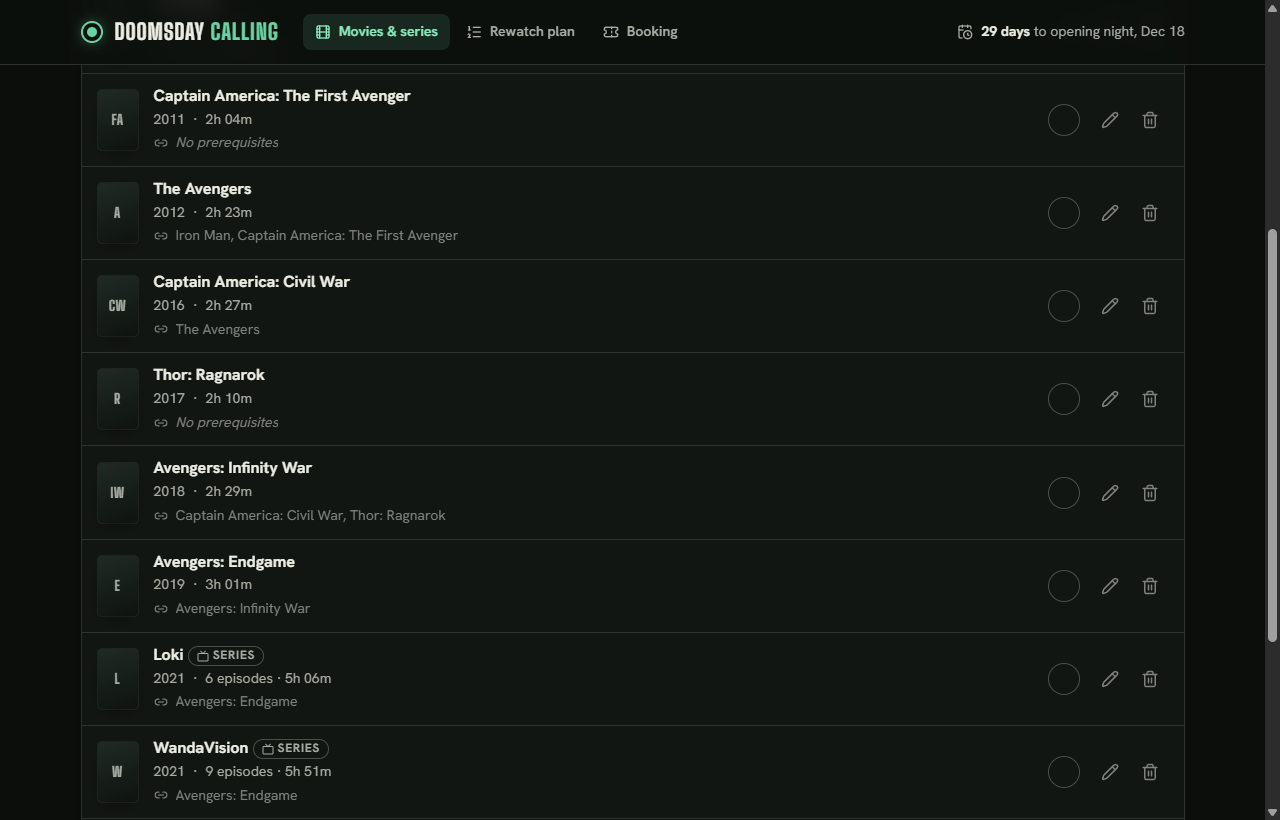 DOOMSDAY CALLING
Movies & series
Rewatch plan
Booking
29 days to opening night, Dec 18
FA
Captain America: The First Avenger
2011 · 2h 04m
No prerequisites
A
The Avengers
2012 · 2h 23m
Iron Man, Captain America: The First Avenger
CW
Captain America: Civil War
2016 · 2h 27m
The Avengers
R
Thor: Ragnarok
2017 · 2h 10m
No prerequisites
IW
Avengers: Infinity War
2018 · 2h 29m
Captain America: Civil War, Thor: Ragnarok
E
Avengers: Endgame
2019 · 3h 01m
Avengers: Infinity War
L
Loki SERIES
2021 · 6 episodes · 5h 06m
Avengers: Endgame
W
WandaVision SERIES
2021 · 9 episodes · 5h 51m
Avengers: Endgame